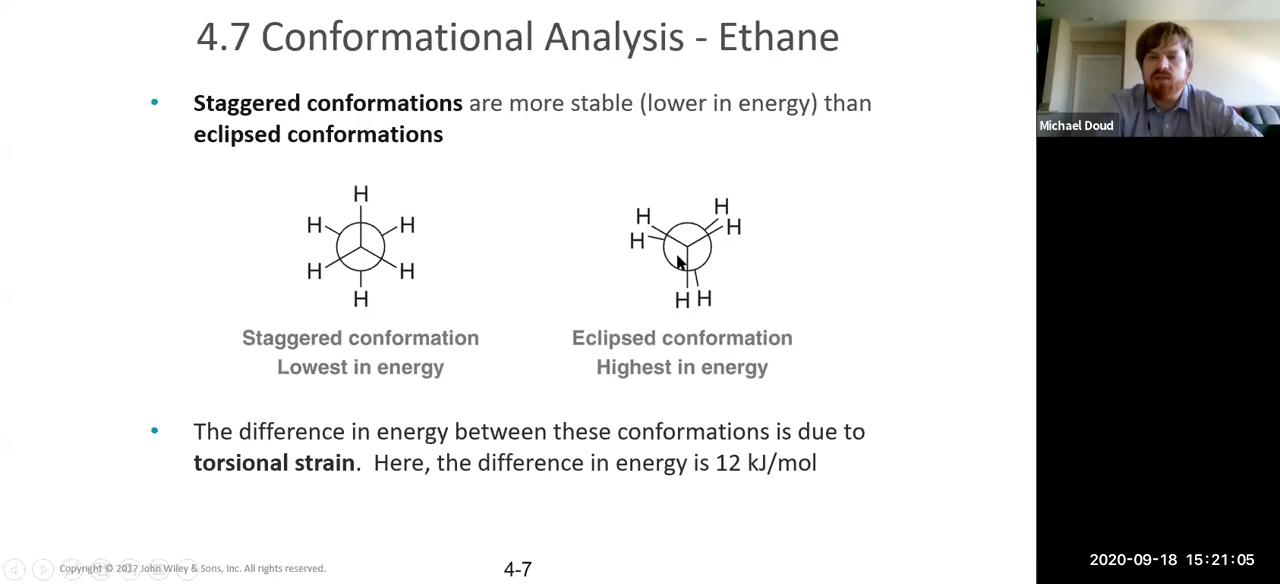 4.7 Conformational Analysis - Ethane
• Staggered conformations are more stable (lower in energy) than
eclipsed conformations
H
H H
H H
H
Staggered conformation
Lowest in energy
H H
H H
H H
Eclipsed conformation
Highest in energy
• The difference in energy between these conformations is due to
torsional strain. Here, the difference in energy is 12 kJ/mol
Copyright © 2017 John Wiley & Sons, Inc. All rights reserved.
4-7
Michael Doud
2020-09-18 15:21:05